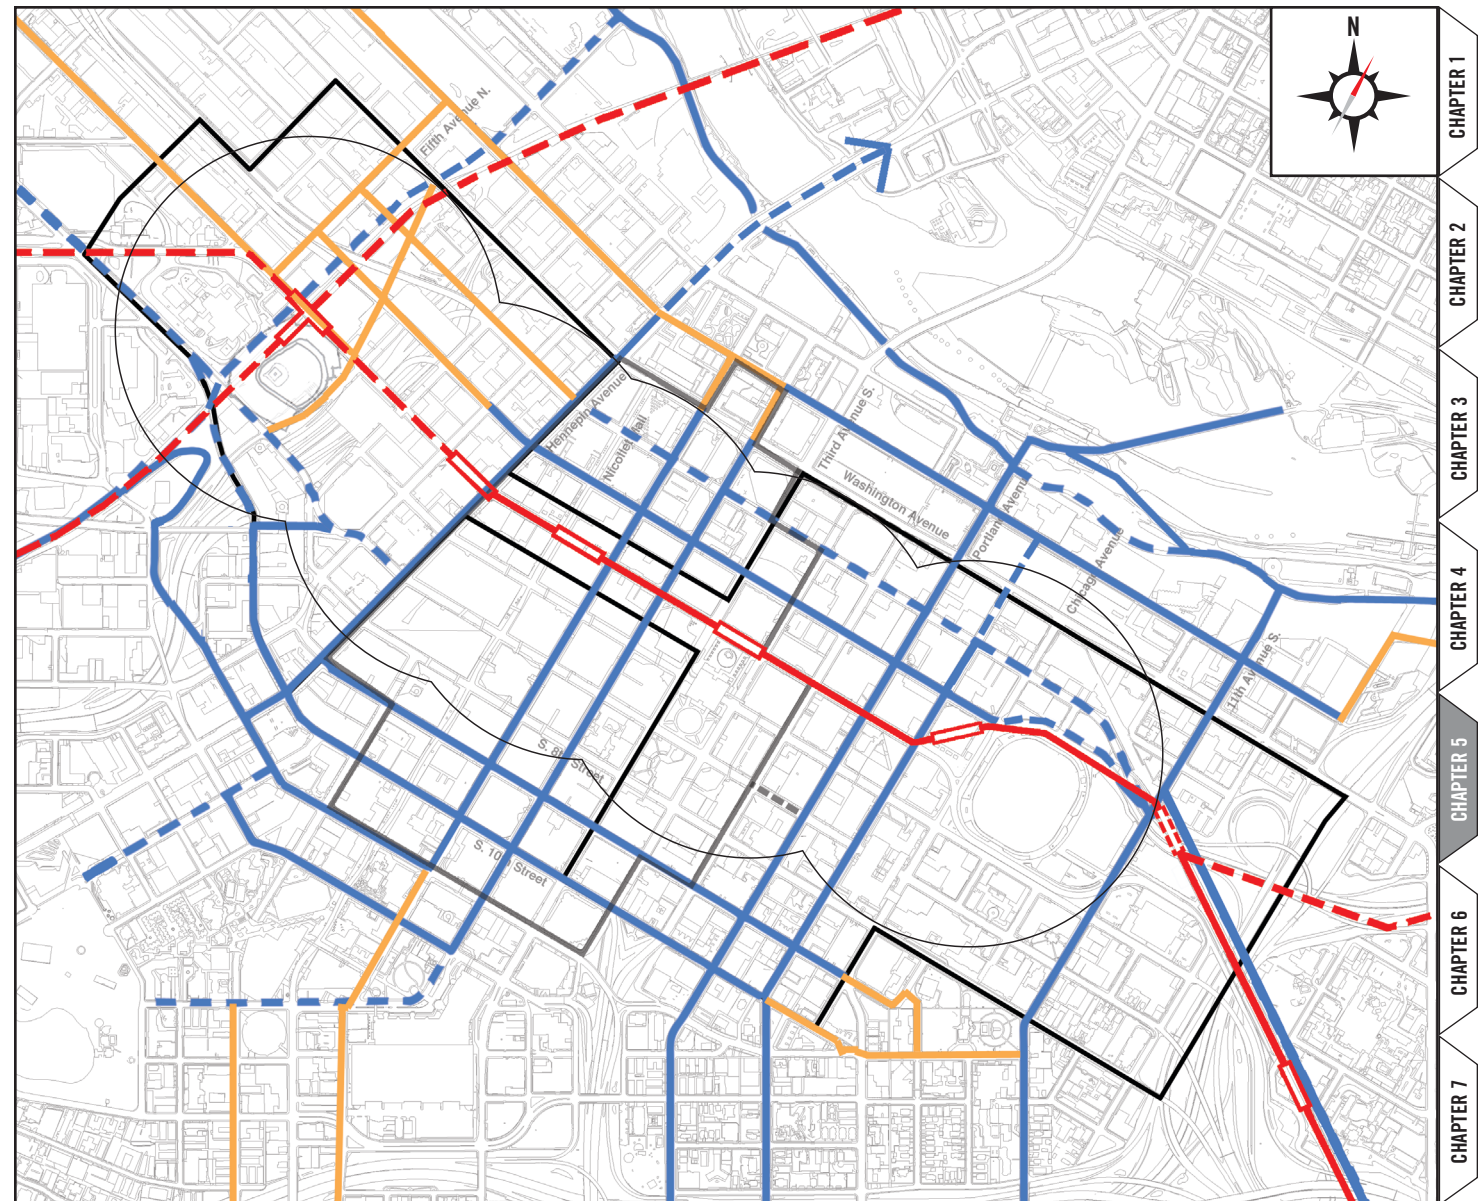 N
Fifth Avenue N.
Hennepin Avenue
Nicollet Mall
Third Avenue S.
Washington Avenue
Portland Avenue
Chicago Avenue
11th Avenue S.
S. 8th Street
S. 10th Street
CHAPTER 1
CHAPTER 2
CHAPTER 3
CHAPTER 4
CHAPTER 5
CHAPTER 6
CHAPTER 7